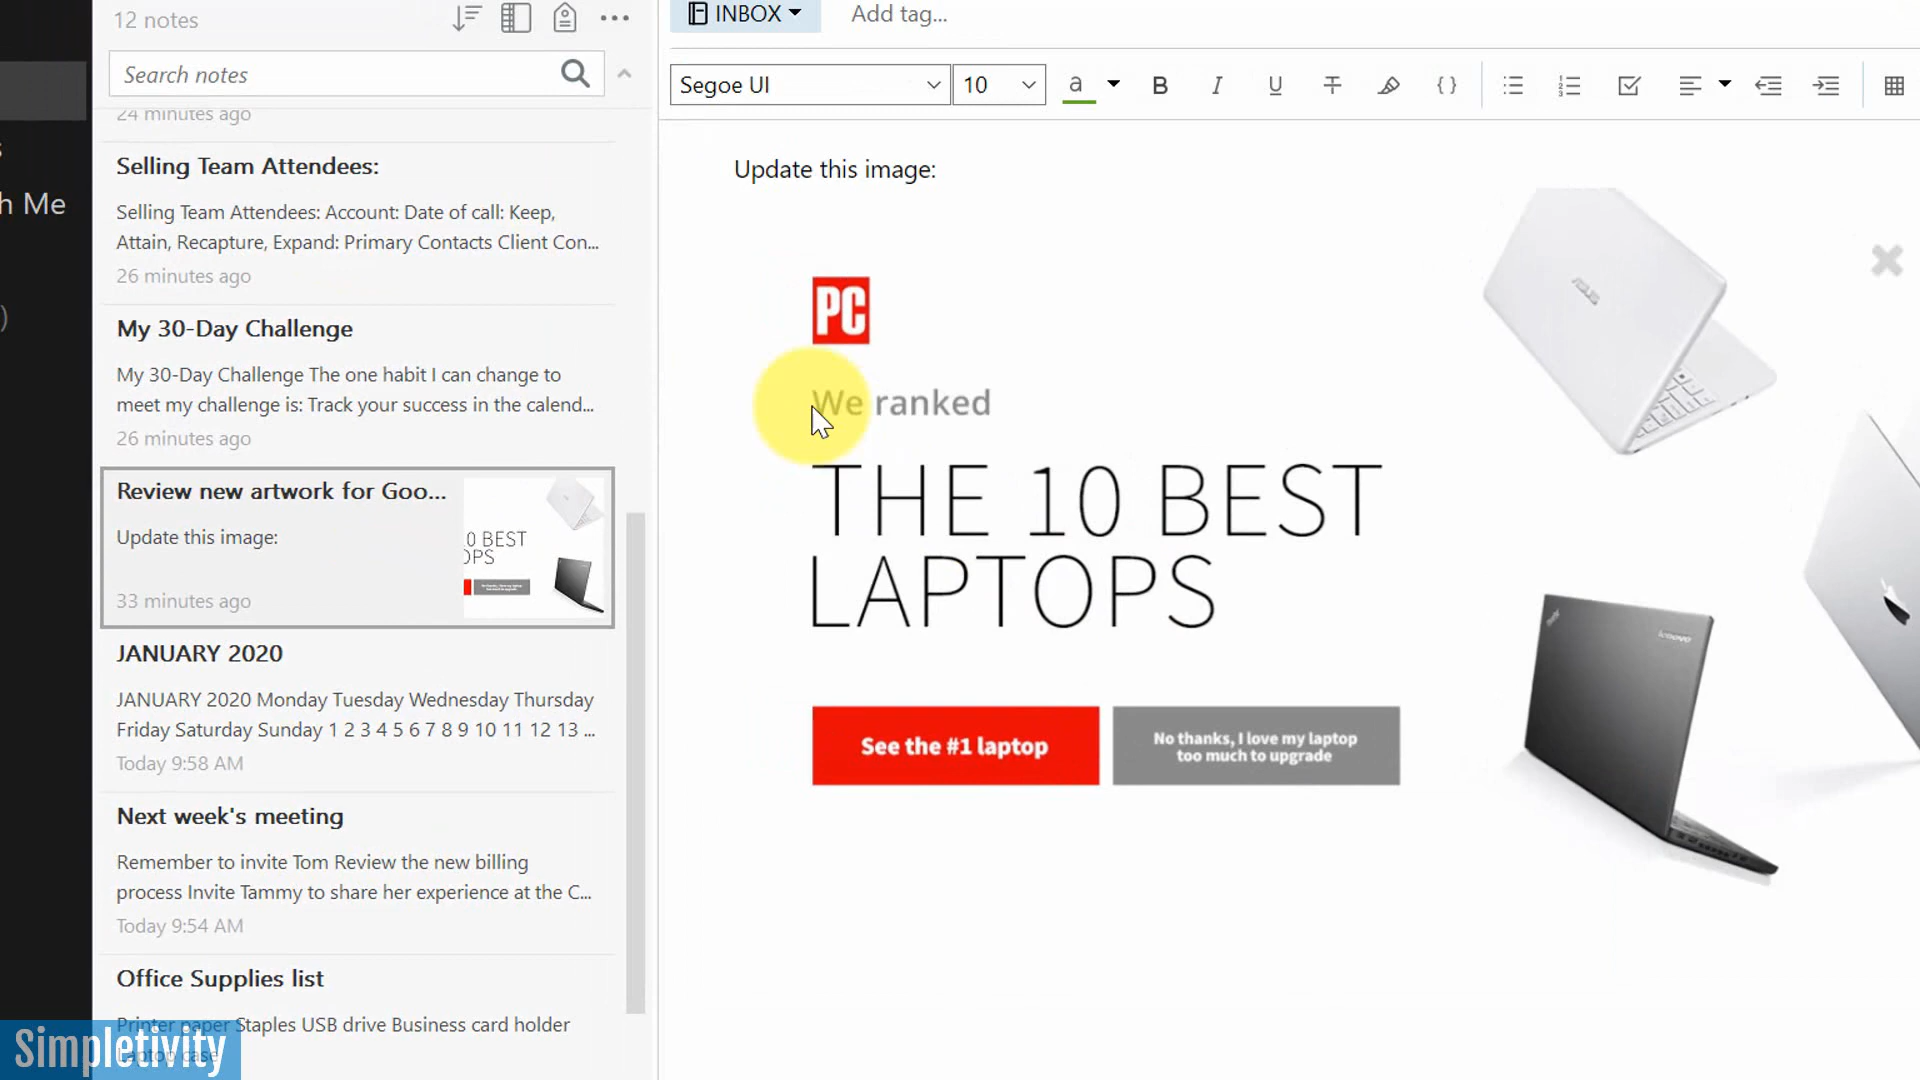 12 notes
INBOX
Add tag...
Search notes
Segoe UI
10
a
B
I
U
T
{ }
24 minutes ago
h Me
)
Selling Team Attendees:
Selling Team Attendees: Account: Date of call: Keep,
Attain, Recapture, Expand: Primary Contacts Client Con...
26 minutes ago
My 30-Day Challenge
My 30-Day Challenge The one habit I can change to
meet my challenge is: Track your success in the calend...
26 minutes ago
Review new artwork for Goo...
Update this image:
33 minutes ago
0 BEST
OPS
JANUARY 2020
JANUARY 2020 Monday Tuesday Wednesday Thursday
Friday Saturday Sunday 1 2 3 4 5 6 7 8 9 10 11 12 13 ...
Today 9:58 AM
Next week's meeting
Remember to invite Tom Review the new billing
process Invite Tammy to share her experience at the C...
Today 9:54 AM
Office Supplies list
Printer paper Staples USB drive Business card holder
Laptop case
Simpletivity
Update this image:
PC
We ranked
THE 10 BEST
LAPTOPS
See the #1 laptop
No thanks, I love my laptop
too much to upgrade
ASUS
lenovo